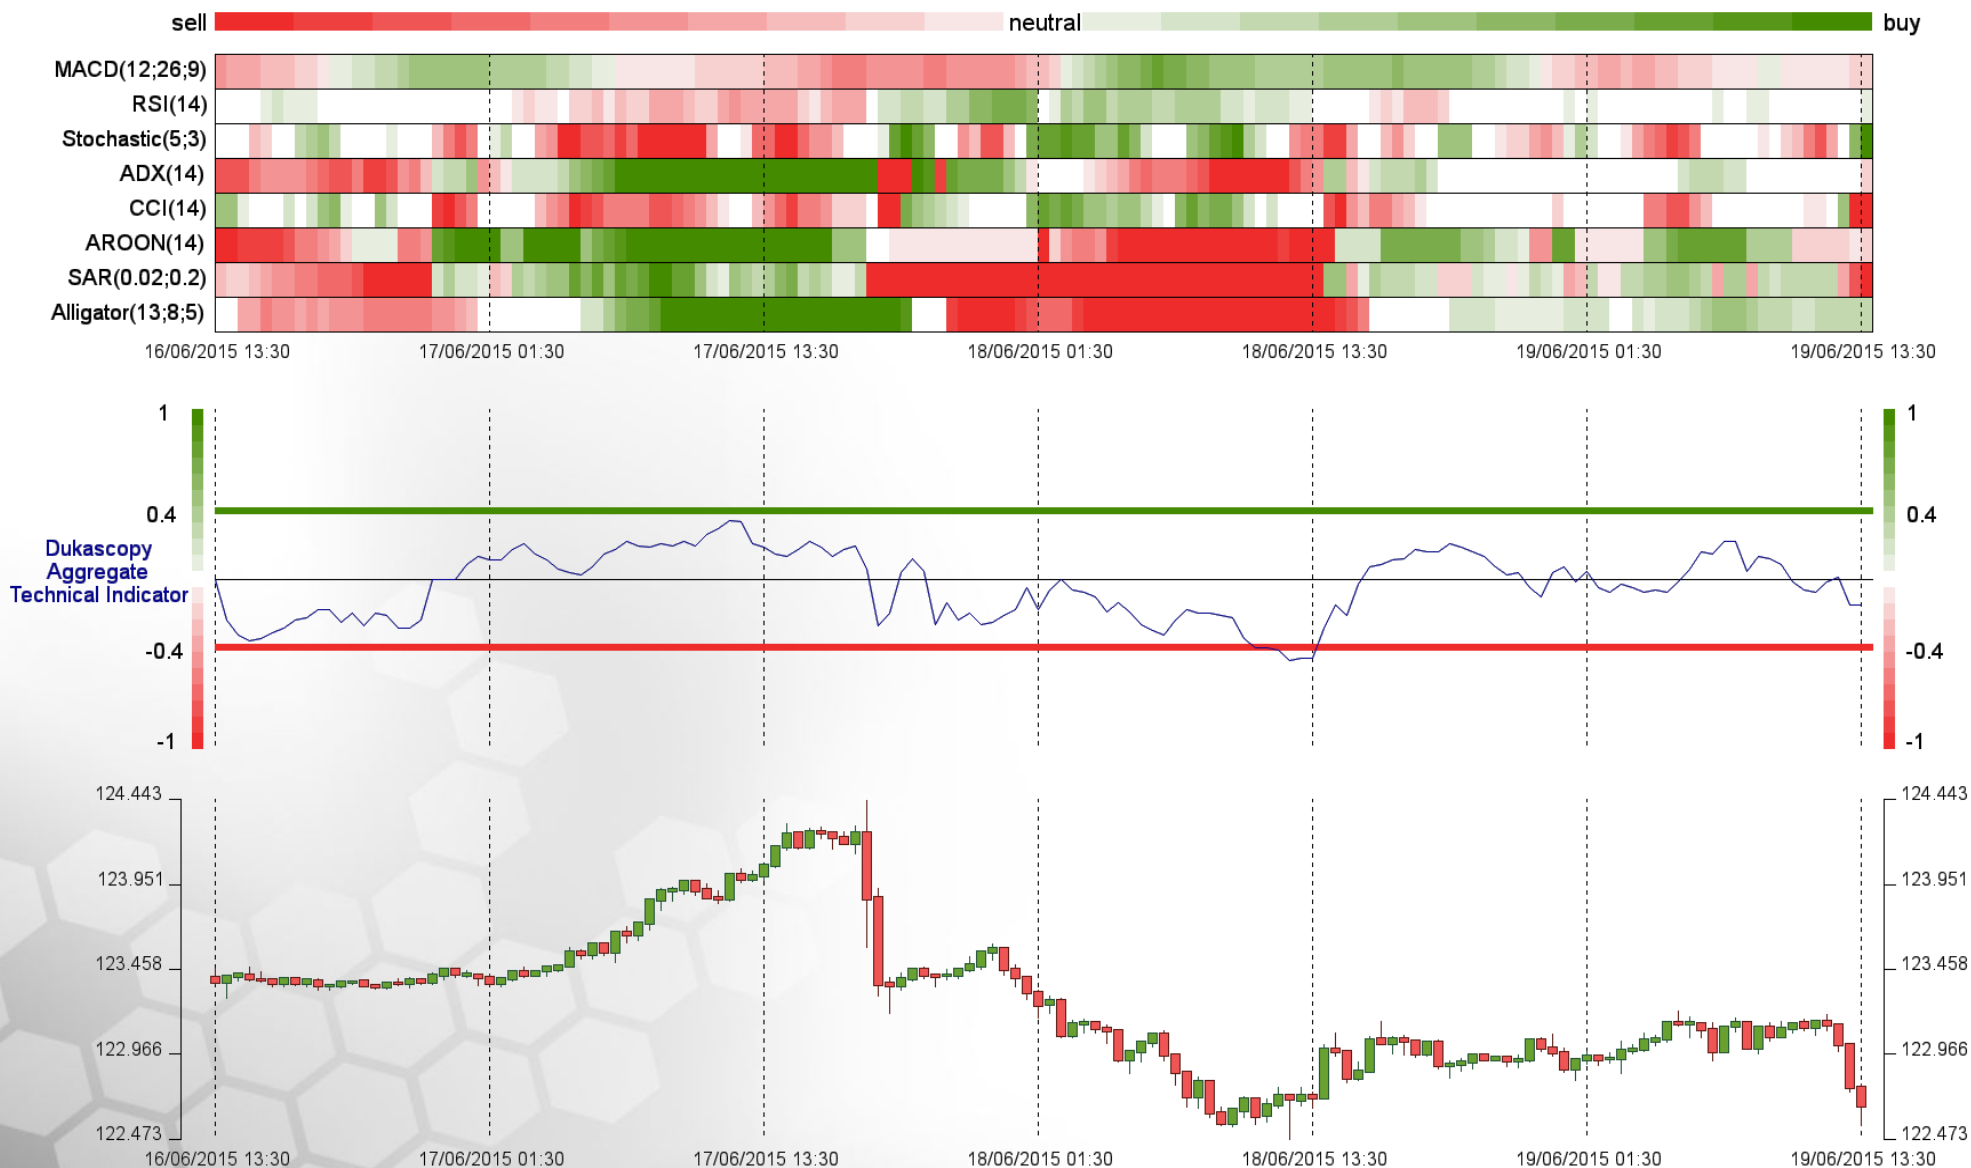 sell neutral buy
MACD(12;26;9)
RSI(14)
Stochastic(5;3)
ADX(14)
CCI(14)
AROON(14)
SAR(0.02;0.2)
Alligator(13;8;5)
16/06/2015 13:30 17/06/2015 01:30 17/06/2015 13:30 18/06/2015 01:30 18/06/2015 13:30 19/06/2015 01:30 19/06/2015 13:30
1 1
0.4 0.4
Dukascopy
Aggregate
Technical Indicator
-0.4 -0.4
-1 -1
124.443 124.443
123.951 123.951
123.458 123.458
122.966 122.966
122.473 122.473
16/06/2015 13:30 17/06/2015 01:30 17/06/2015 13:30 18/06/2015 01:30 18/06/2015 13:30 19/06/2015 01:30 19/06/2015 13:30